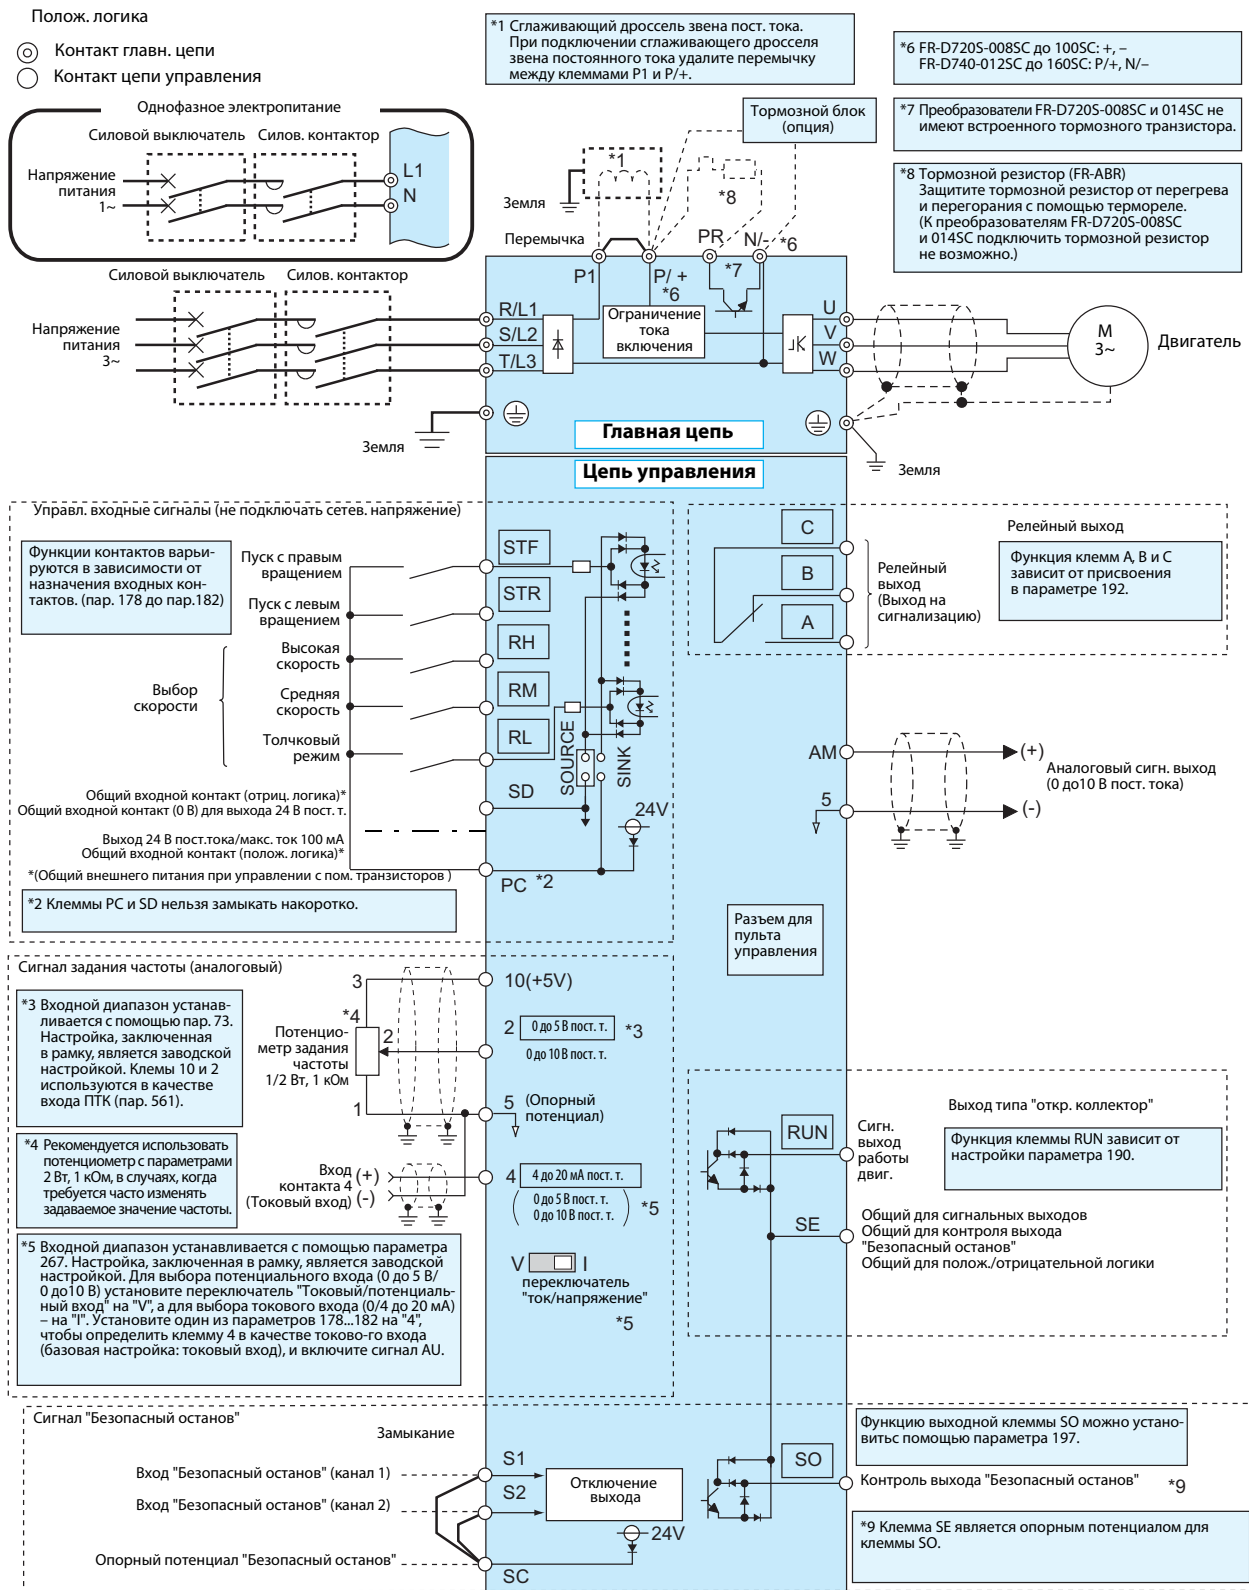 Полож. логика
Контакт главн. цепи
Контакт цепи управления
*1 Сглаживающий дроссель звена пост. тока.
При подключении сглаживающего дросселя
звена постоянного тока удалите перемычку
между клеммами P1 и P/+.
*6 FR-D720S-008SC до 100SC: +, –
FR-D740-012SC до 160SC: P/+, N/–
*7 Преобразователи FR-D720S-008SC и 014SC не
имеют встроенного тормозного транзистора.
*8 Тормозной резистор (FR-ABR)
Защитите тормозной резистор от перегрева
и перегорания с помощью термореле.
(К преобразователям FR-D720S-008SC
и 014SC подключить тормозной резистор
не возможно.)
Однофазное электропитание
Силовой выключатель
Силов. контактор
Напряжение
питания
1~
L1
N
Тормозной блок
(опция)
*1
*8
Земля
Перемычка
PR
N/-
*6
P1
P/ +
*6
*7
Силовой выключатель
Силов. контактор
Напряжение
питания
3~
R/L1
S/L2
T/L3
Ограничение
тока
включения
U
V
W
M
3~
Двигатель
Земля
Главная цепь
Земля
Цепь управления
Управл. входные сигналы (не подключать сетев. напряжение)
Функции контактов варьи-
руются в зависимости от
назначения входных кон-
тактов. (пар. 178 до пар.182)
Пуск с правым
вращением
Пуск с левым
вращением
Высокая
скорость
Средняя
скорость
Толчковый
режим
Выбор
скорости
STF
STR
RH
RM
RL
SD
SOURCE
SINK
24V
Общий входной контакт (отриц. логика)*
Общий входной контакт (0 В) для выхода 24 В пост. т.
Выход 24 В пост.тока/макс. ток 100 мА
Общий входной контакт (полож. логика)*
*(Общий внешнего питания при управлении с пом. транзисторов )
PC *2
*2 Клеммы PC и SD нельзя замыкать накоротко.
C
B
A
Релейный
выход
(Выход на
сигнализацию)
Релейный выход
Функция клемм A, B и C
зависит от присвоения
в параметре 192.
AM
5
(+)
(-)
Аналоговый сигн. выход
(0 до10 В пост. тока)
Разъем для
пульта
управления
Сигнал задания частоты (аналоговый)
*3 Входной диапазон устанав-
ливается с помощью пар. 73.
Настройка, заключенная
в рамку, является заводской
настройкой. Клемы 10 и 2
используются в качестве
входа ПТК (пар. 561).
3
*4
2
1
Потенцио-
метр задания
частоты
1/2 Вт, 1 кОм
10(+5V)
2
0 до 5 В пост. т.
*3
0 до 10 В пост. т.
5
(Опорный
потенциал)
*4 Рекомендуется использовать
потенциометр с параметрами
2 Вт, 1 кОм, в случаях, когда
требуется часто изменять
задаваемое значение частоты.
Вход
контакта 4
(Токовый вход)
(+)
(-)
4
4 до 20 мА пост. т.
0 до 5 В пост. т.
0 до 10 В пост. т.
*5
*5 Входной диапазон устанавливается с помощью параметра
267. Настройка, заключенная в рамку, является заводской
настройкой. Для выбора потенциального входа (0 до 5 В/
0 до10 В) установите переключатель "Токовый/потенциаль-
ный вход" на "V", а для выбора токового входа (0/4 до 20 мА)
– на "I". Установите один из параметров 178...182 на "4",
чтобы определить клемму 4 в качестве токово-го входа
(базовая настройка: токовый вход), и включите сигнал AU.
V
I
переключатель
"ток/напряжение"
*5
RUN
Сигн.
выход
работы
двиг.
Выход типа "откр. коллектор"
Функция клеммы RUN зависит от
настройки параметра 190.
SE
Общий для сигнальных выходов
Общий для контроля выхода
"Безопасный останов"
Общий для полож./отрицательной логики
Сигнал "Безопасный останов"
Замыкание
Вход "Безопасный останов" (канал 1)
Вход "Безопасный останов" (канал 2)
Опорный потенциал "Безопасный останов"
S1
S2
SC
Отключение
выхода
24V
SO
Функцию выходной клеммы SO можно устано-
витьс помощью параметра 197.
Контроль выхода "Безопасный останов"
*9
*9 Клемма SE является опорным потенциалом для
клеммы SO.